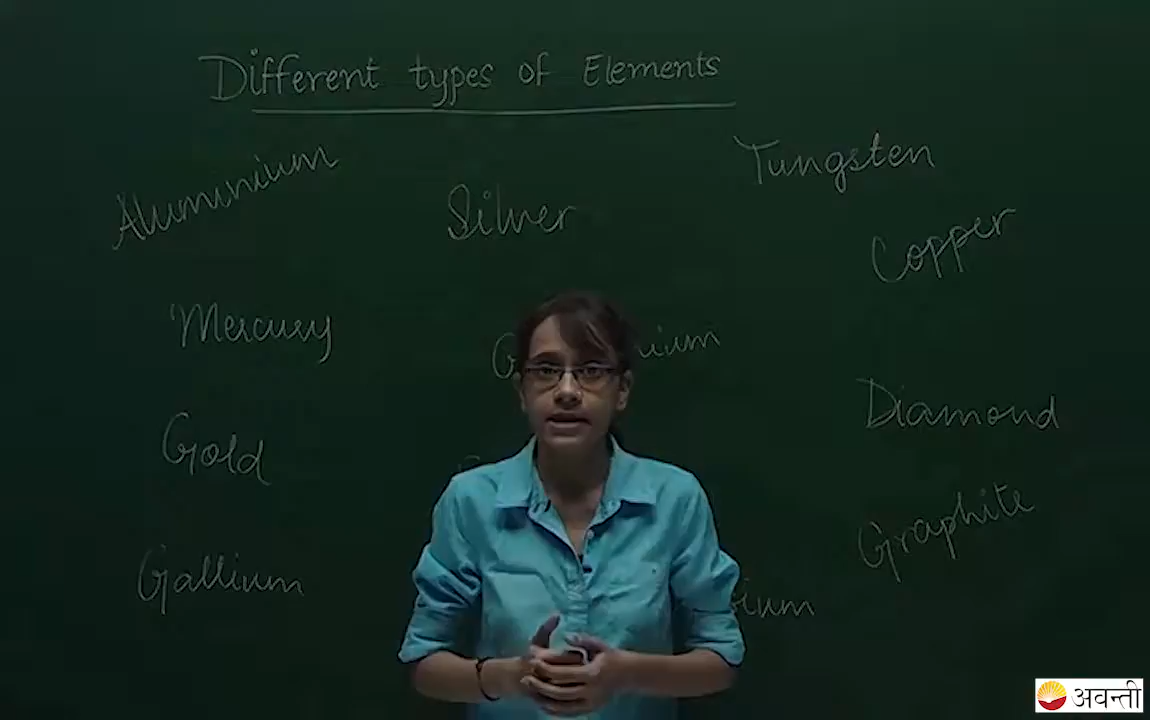 Different types of Elements
Aluminium
Silver
Tungsten
Copper
Mercury
Gold
Diamond
Graphite
Gallium
अवन्ती